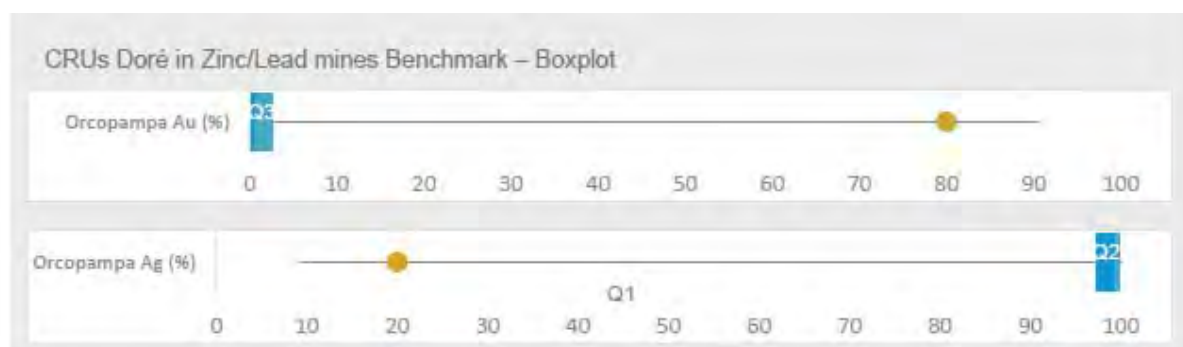 CRUs Doré in Zinc/Lead mines Benchmark – Boxplot
Orcopampa Au (%)
Q3
0 10 20 30 40 50 60 70 80 90 100
Orcopampa Ag (%)
Q2
Q1
0 10 20 30 40 50 60 70 80 90 100